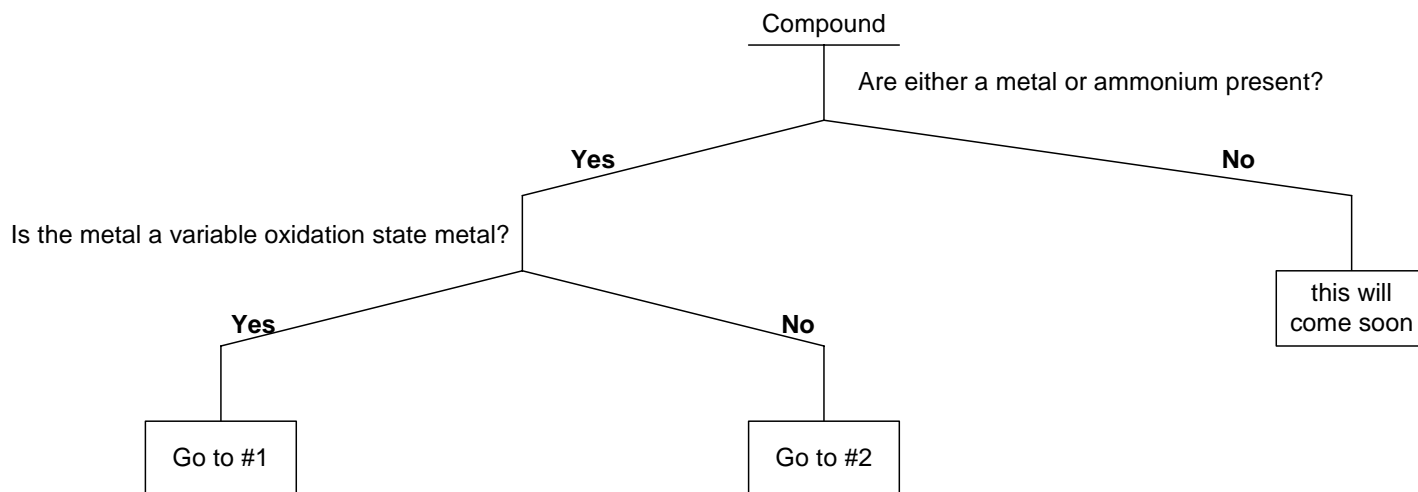 Compound
Are either a metal or ammonium present?
Yes
No
Is the metal a variable oxidation state metal?
this will
come soon
Yes
No
Go to #1
Go to #2